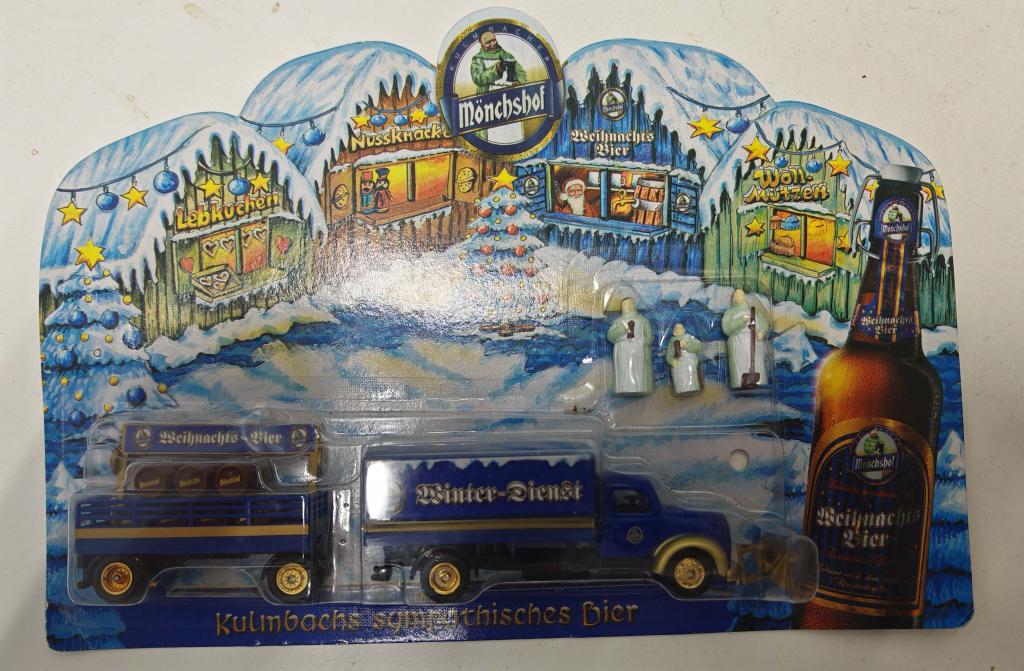 KULMBACHER
Mönchshof
Nussknacke
Weihnachts
Bier
Lebkuchen
Woll-
Mützen
Mönchshof
Weihnachts
Bier
Weihnachts-Bier
Winter-Dienst
Mönchshof
Weihnachts
Bier
Kulmbachs sympathisches Bier